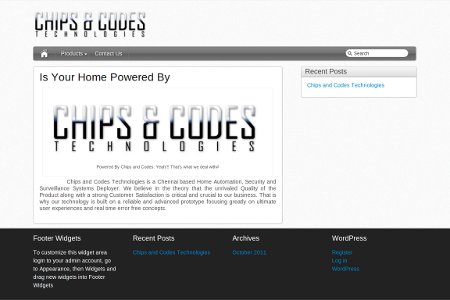 CHIPS & CODES
TECHNOLOGIES
Products Contact Us Search
Is Your Home Powered By
CHIPS & CODES
TECHNOLOGIES
Powered By Chips and Codes. Yeah!!! That's what we deal with!
Chips and Codes Technologies is a Chennai based Home Automation, Security and
Surveillance Systems Deployer. We believe in the theory that the unrivaled Quality of the
Product along with a strong Customer Satisfaction is critical and crucial to our business. That is
why our technology is built on a reliable and advanced prototype focusing greatly on ultimate
user experiences and real time error free concepts.
Recent Posts
Chips and Codes Technologies
Footer Widgets
To customize this widget area
login to your admin account, go
to Appearance, then Widgets and
drag new widgets into Footer
Widgets
Recent Posts
Chips and Codes Technologies
Archives
October 2011
WordPress
Register
Log in
WordPress